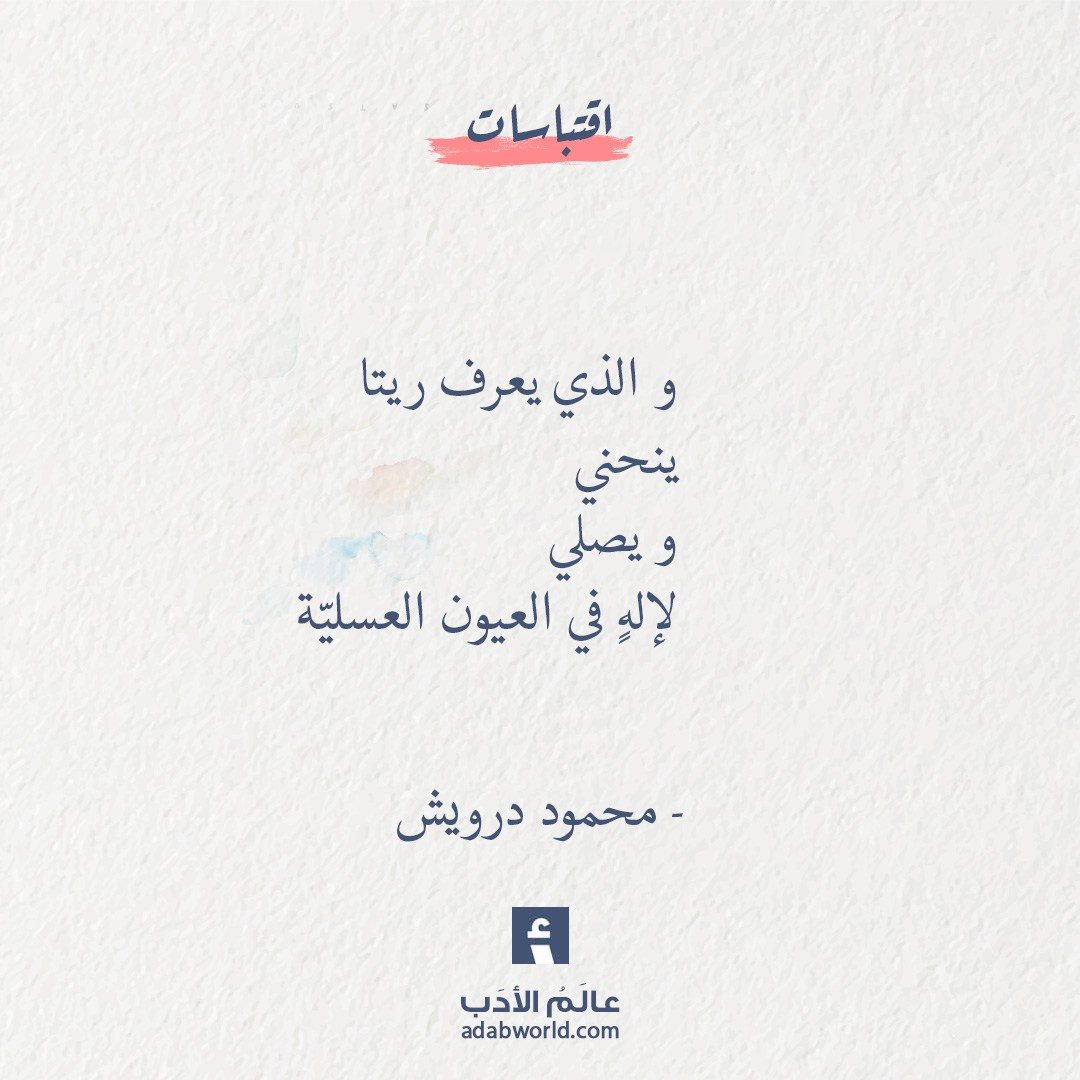 اقتباسات
و الذي يعرف ريتا
ينحني
و يصلي
لإلهٍ في العيون العسليّة
- محمود درويش
أ
عالَمُ الأدَب
adabworld.com